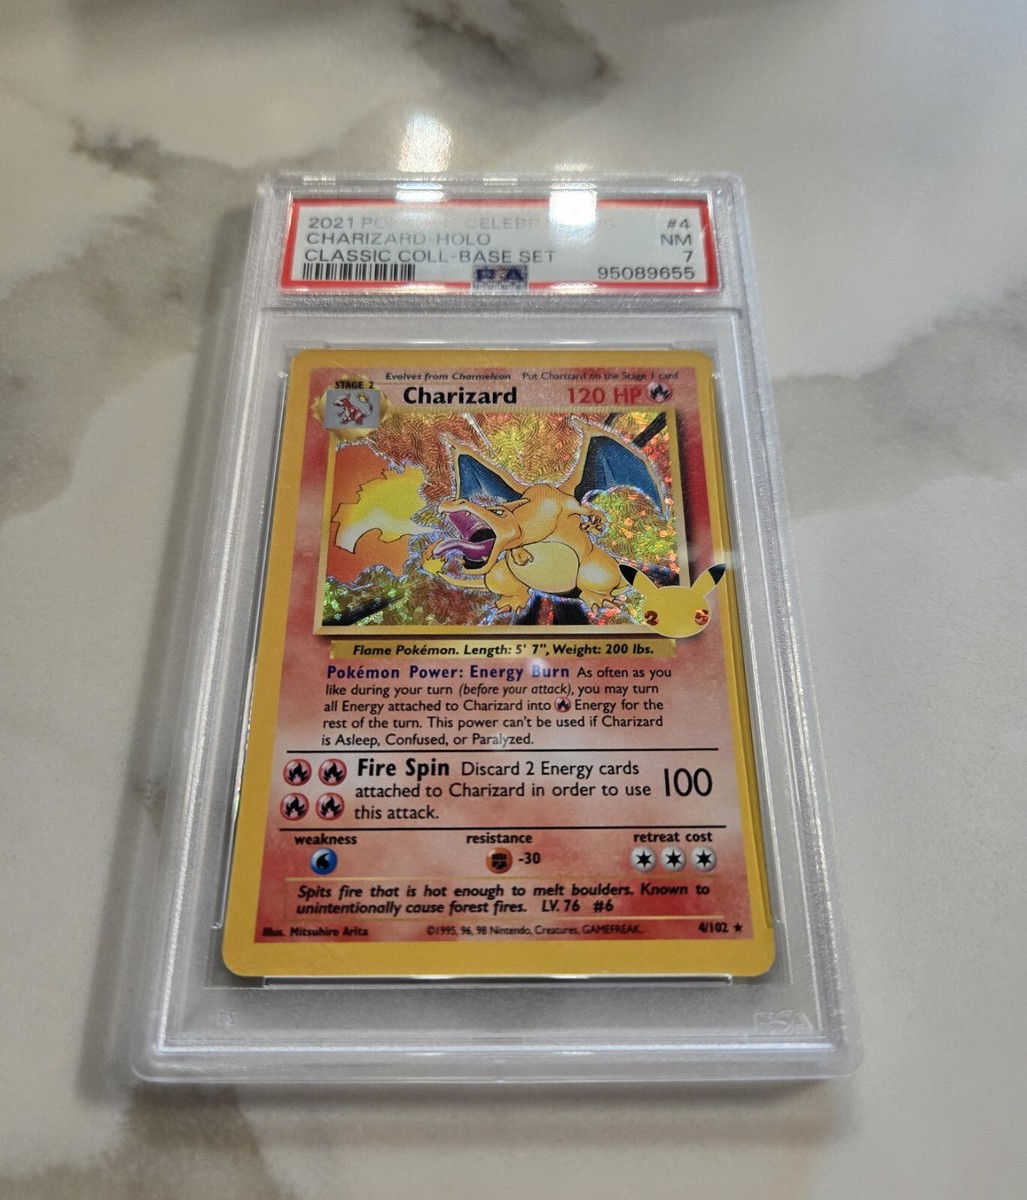 2021 CELEBR
#4
CHARIZARD-HOLO
NM
CLASSIC COLL-BASE SET
7
PSA
95089655
Evolves from Charmeleon Put Charizard on the Stage 1 card
STAGE 2
Charizard
120 HP
Flame Pokémon. Length: 5' 7", Weight: 200 lbs.
Pokémon Power: Energy Burn As often as you
like during your turn (before your attack), you may turn
all Energy attached to Charizard into Energy for the
rest of the turn. This power can't be used if Charizard
is Asleep, Confused, or Paralyzed.
Fire Spin Discard 2 Energy cards
attached to Charizard in order to use
this attack.
100
weakness
resistance
retreat cost
-30
Spits fire that is hot enough to melt boulders. Known to
unintentionally cause forest fires. LV. 76 #6
Illus. Mitsuhiro Arita
©1995, 96, 98 Nintendo, Creatures, GAMEFREAK.
4/102 ★